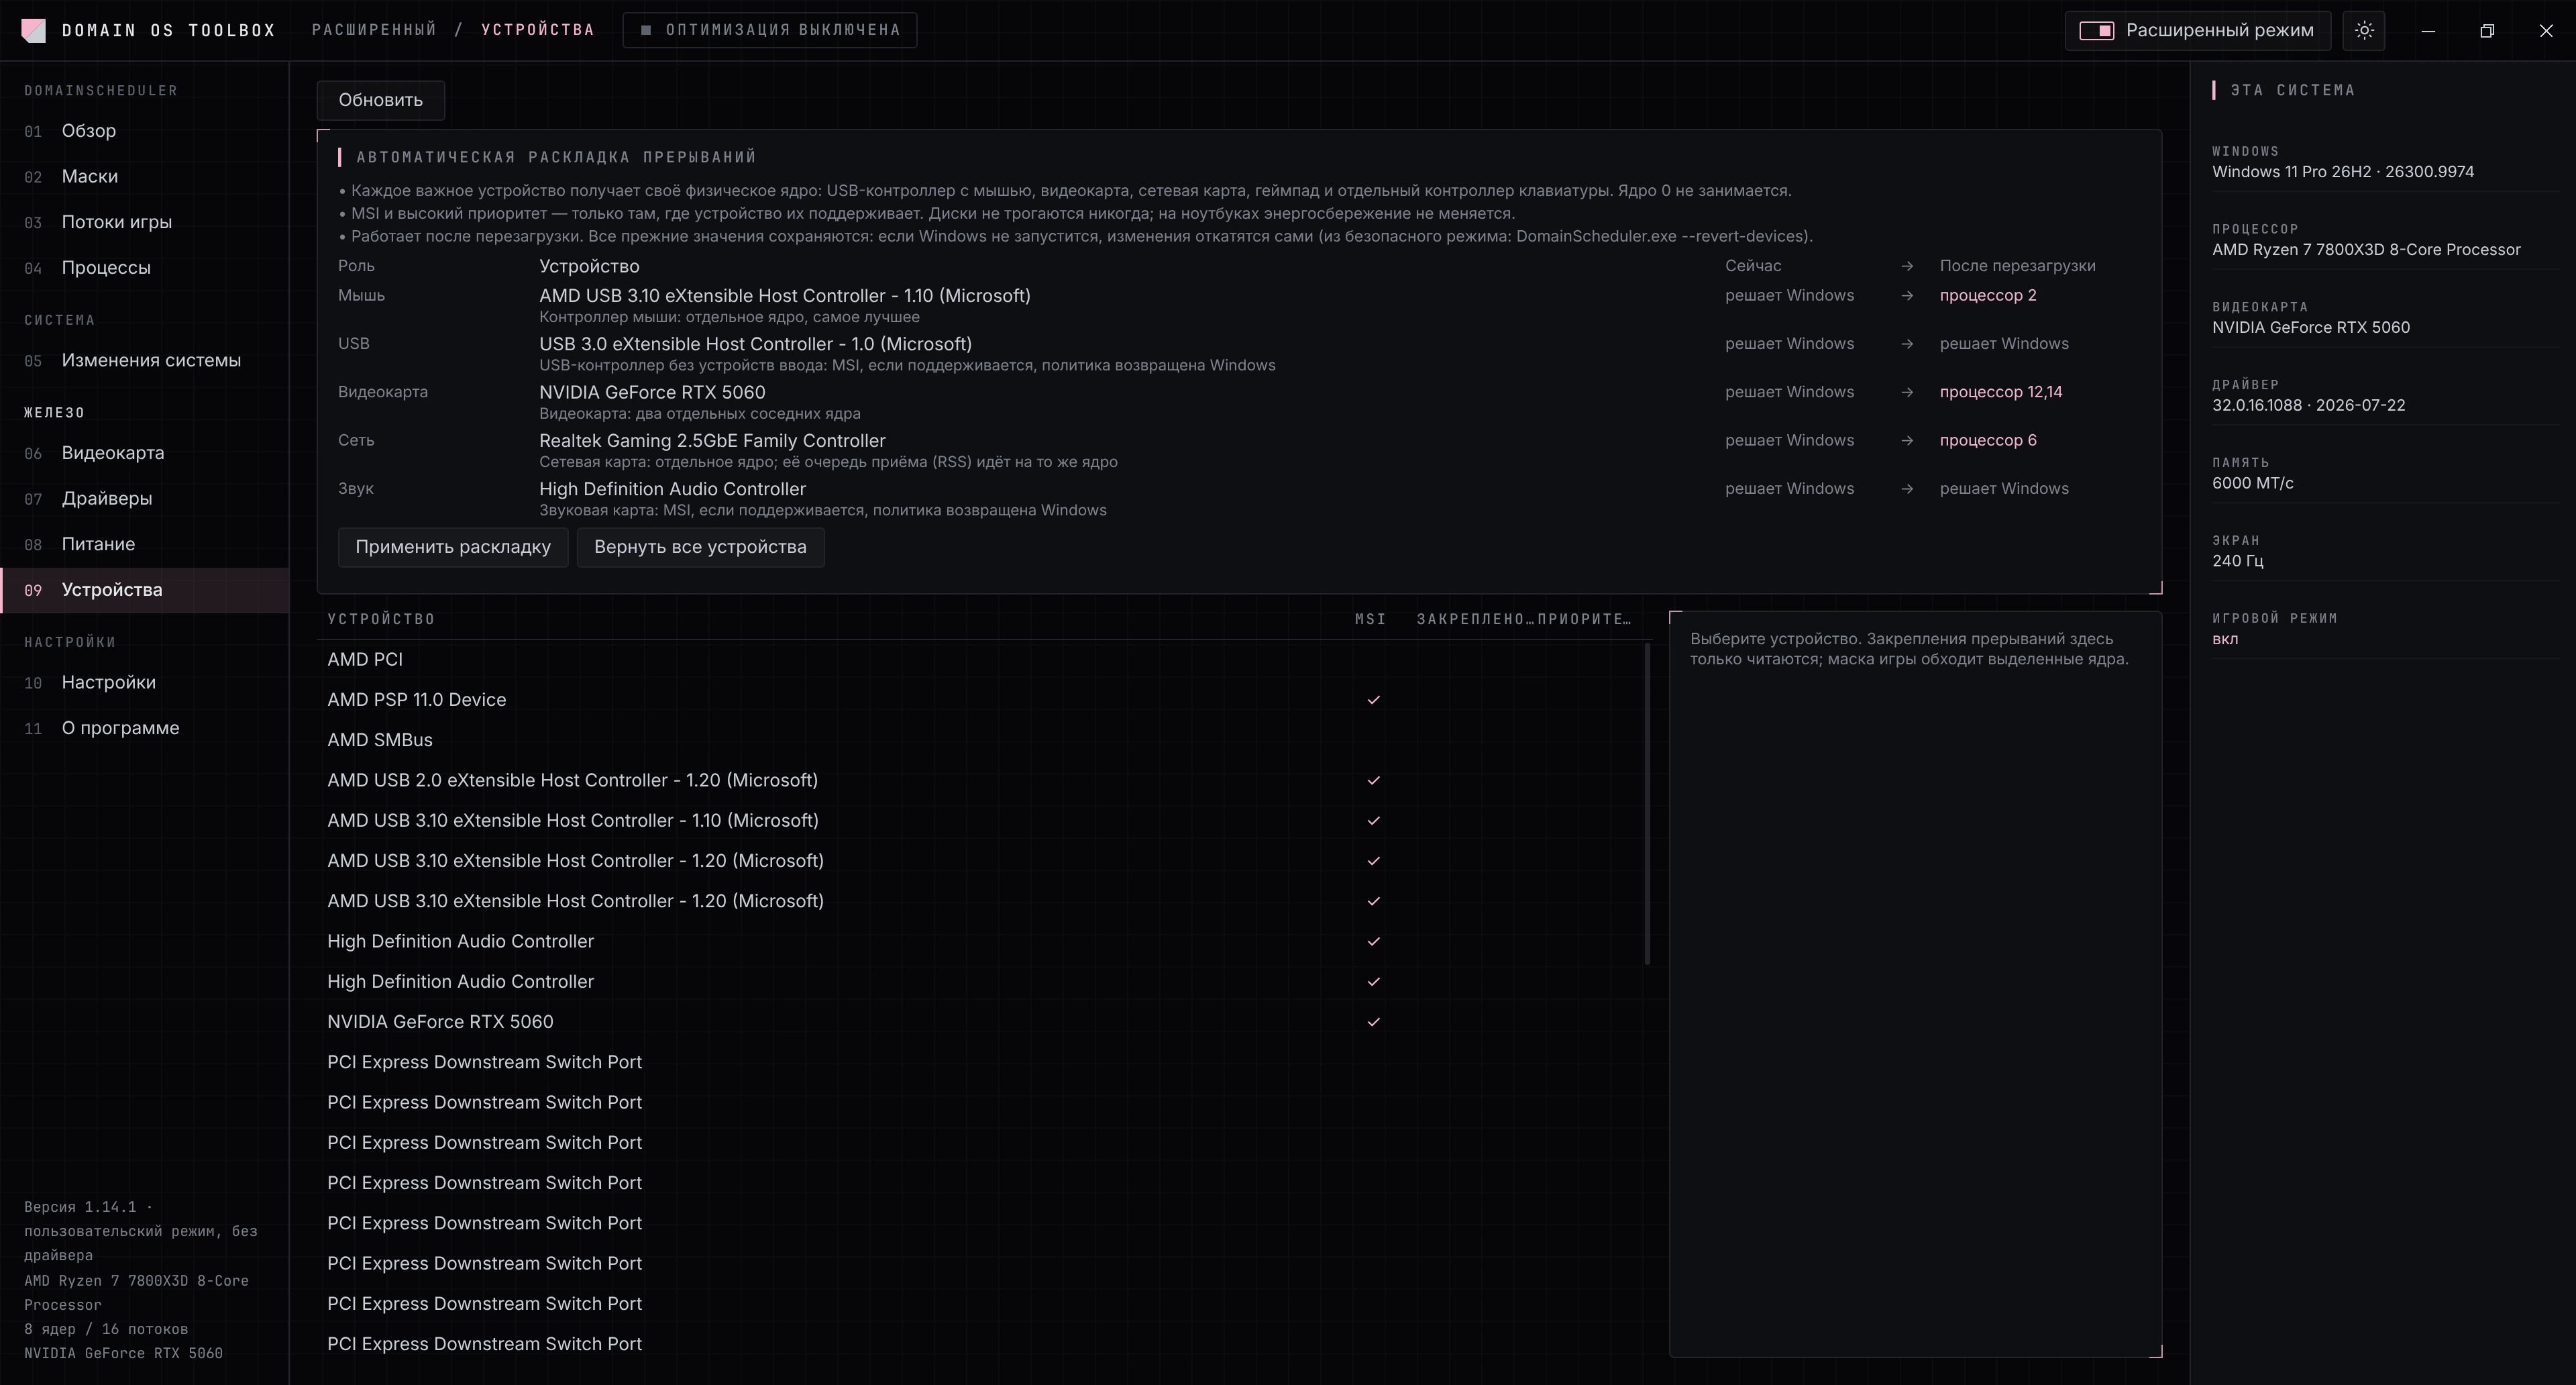 DOMAIN OS TOOLBOX
РАСШИРЕННЫЙ / УСТРОЙСТВА
ОПТИМИЗАЦИЯ ВЫКЛЮЧЕНА
Расширенный режим
DOMAINSCHEDULER
01 Обзор
02 Маски
03 Потоки игры
04 Процессы
СИСТЕМА
05 Изменения системы
ЖЕЛЕЗО
06 Видеокарта
07 Драйверы
08 Питание
09 Устройства
НАСТРОЙКИ
10 Настройки
11 О программе
Версия 1.14.1 ·
пользовательский режим, без
драйвера
AMD Ryzen 7 7800X3D 8-Core
Processor
8 ядер / 16 потоков
NVIDIA GeForce RTX 5060
Обновить
АВТОМАТИЧЕСКАЯ РАСКЛАДКА ПРЕРЫВАНИЙ
• Каждое важное устройство получает своё физическое ядро: USB-контроллер с мышью, видеокарта, сетевая карта, геймпад и отдельный контроллер клавиатуры. Ядро 0 не занимается.
• MSI и высокий приоритет — только там, где устройство их поддерживает. Диски не трогаются никогда; на ноутбуках энергосбережение не меняется.
• Работает после перезагрузки. Все прежние значения сохраняются: если Windows не запустится, изменения откатятся сами (из безопасного режима: DomainScheduler.exe --revert-devices).
Роль Устройство Сейчас → После перезагрузки
Мышь AMD USB 3.10 eXtensible Host Controller - 1.10 (Microsoft) решает Windows → процессор 2
Контроллер мыши: отдельное ядро, самое лучшее
USB USB 3.0 eXtensible Host Controller - 1.0 (Microsoft) решает Windows → решает Windows
USB-контроллер без устройств ввода: MSI, если поддерживается, политика возвращена Windows
Видеокарта NVIDIA GeForce RTX 5060 решает Windows → процессор 12,14
Видеокарта: два отдельных соседних ядра
Сеть Realtek Gaming 2.5GbE Family Controller решает Windows → процессор 6
Сетевая карта: отдельное ядро; её очередь приёма (RSS) идёт на то же ядро
Звук High Definition Audio Controller решает Windows → решает Windows
Звуковая карта: MSI, если поддерживается, политика возвращена Windows
Применить раскладку Вернуть все устройства
УСТРОЙСТВО MSI ЗАКРЕПЛЕНО… ПРИОРИТЕ…
AMD PCI
AMD PSP 11.0 Device
AMD SMBus
AMD USB 2.0 eXtensible Host Controller - 1.20 (Microsoft)
AMD USB 3.10 eXtensible Host Controller - 1.10 (Microsoft)
AMD USB 3.10 eXtensible Host Controller - 1.20 (Microsoft)
AMD USB 3.10 eXtensible Host Controller - 1.20 (Microsoft)
High Definition Audio Controller
High Definition Audio Controller
NVIDIA GeForce RTX 5060
PCI Express Downstream Switch Port
PCI Express Downstream Switch Port
PCI Express Downstream Switch Port
PCI Express Downstream Switch Port
PCI Express Downstream Switch Port
PCI Express Downstream Switch Port
PCI Express Downstream Switch Port
PCI Express Downstream Switch Port
Выберите устройство. Закрепления прерываний здесь
только читаются; маска игры обходит выделенные ядра.
ЭТА СИСТЕМА
WINDOWS
Windows 11 Pro 26H2 · 26300.9974
ПРОЦЕССОР
AMD Ryzen 7 7800X3D 8-Core Processor
ВИДЕОКАРТА
NVIDIA GeForce RTX 5060
ДРАЙВЕР
32.0.16.1088 · 2026-07-22
ПАМЯТЬ
6000 МТ/с
ЭКРАН
240 Гц
ИГРОВОЙ РЕЖИМ
вкл